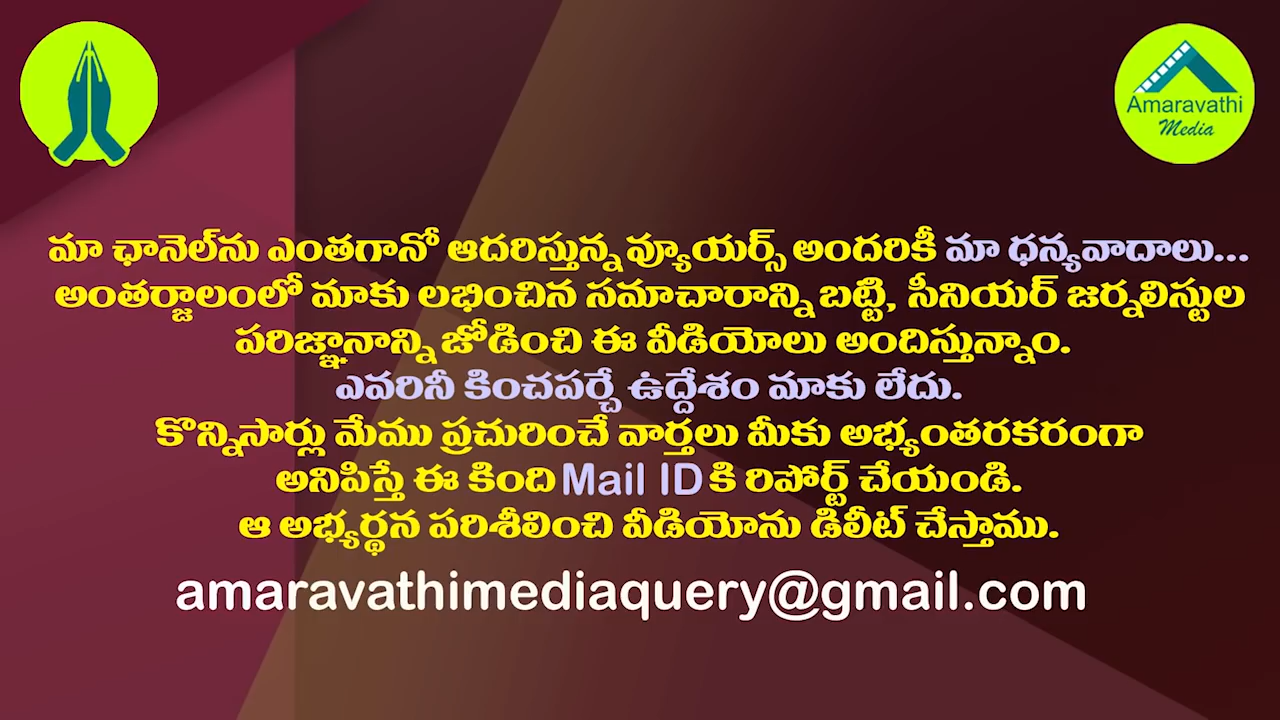 Amaravathi
Media
మా ఛానెల్‌ను ఎంతగానో ఆదరిస్తున్న వ్యూయర్స్ అందరికీ మా ధన్యవాదాలు...
అంతర్జాలంలో మాకు లభించిన సమాచారాన్ని బట్టి, సీనియర్ జర్నలిస్టుల
పరిజ్ఞానాన్ని జోడించి ఈ వీడియోలు అందిస్తున్నాం.
ఎవరినీ కించపర్చే ఉద్దేశం మాకు లేదు.
కొన్నిసార్లు మేము ప్రచురించే వార్తలు మీకు అభ్యంతరకరంగా
అనిపిస్తే ఈ కింది Mail ID కి రిపోర్ట్ చేయండి.
ఆ అభ్యర్థన పరిశీలించి వీడియోను డిలీట్ చేస్తాము.
amaravathimediaquery@gmail.com